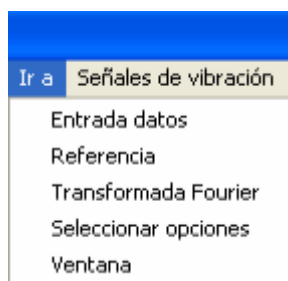 Ir a Señales de vibración
Entrada datos
Referencia
Transformada Fourier
Seleccionar opciones
Ventana